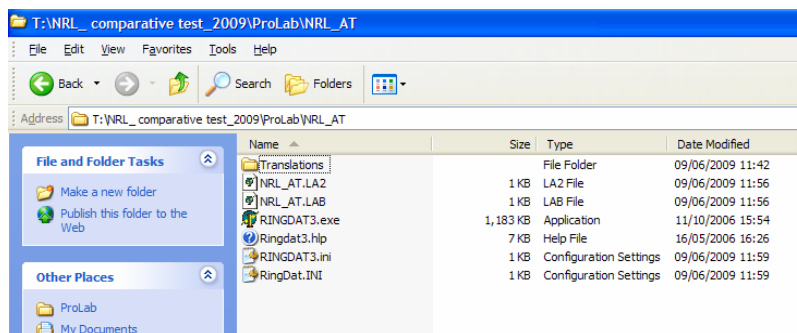 T:\NRL_ comparative test_2009\ProLab\NRL_AT
File Edit View Favorites Tools Help
Back Search Folders
Address T:\NRL_ comparative test_2009\ProLab\NRL_AT
Name Size Type Date Modified
File and Folder Tasks
Make a new folder
Publish this folder to the
Web
Other Places
ProLab
My Documents
Translations File Folder 09/06/2009 11:42
NRL_AT.LA2 1 KB LA2 File 09/06/2009 11:56
NRL_AT.LAB 1 KB LAB File 09/06/2009 11:56
RINGDAT3.exe 1,183 KB Application 11/10/2006 15:54
Ringdat3.hlp 7 KB Help File 16/05/2006 16:26
RINGDAT3.ini 1 KB Configuration Settings 09/06/2009 11:59
RingDat.INI 1 KB Configuration Settings 09/06/2009 11:59